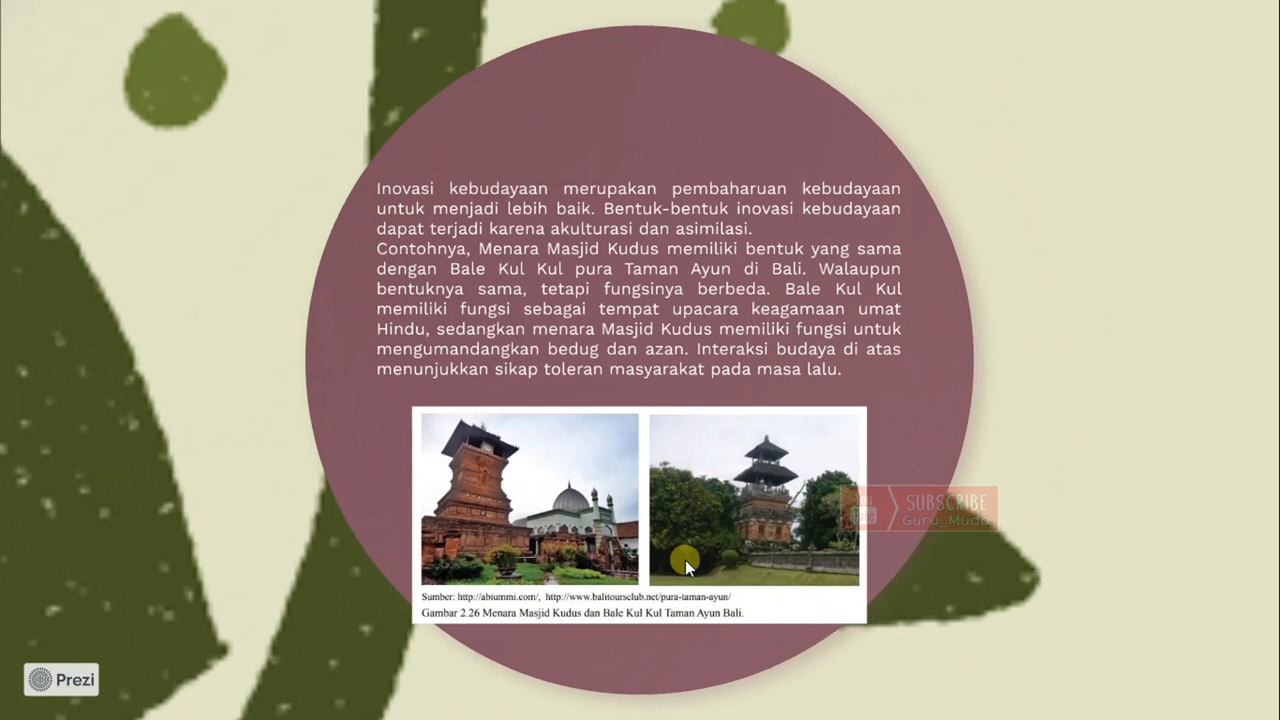 Inovasi kebudayaan merupakan pembaharuan kebudayaan
untuk menjadi lebih baik. Bentuk-bentuk inovasi kebudayaan
dapat terjadi karena akulturasi dan asimilasi.
Contohnya, Menara Masjid Kudus memiliki bentuk yang sama
dengan Bale Kul Kul pura Taman Ayun di Bali. Walaupun
bentuknya sama, tetapi fungsinya berbeda. Bale Kul Kul
memiliki fungsi sebagai tempat upacara keagamaan umat
Hindu, sedangkan menara Masjid Kudus memiliki fungsi untuk
mengumandangkan bedug dan azan. Interaksi budaya di atas
menunjukkan sikap toleran masyarakat pada masa lalu.
You
Tube
SUBSCRIBE
Guru_Muda
Sumber: http://abiummi.com/, http://www.balitoursclub.net/pura-taman-ayun/
Gambar 2.26 Menara Masjid Kudus dan Bale Kul Kul Taman Ayun Bali.
Prezi